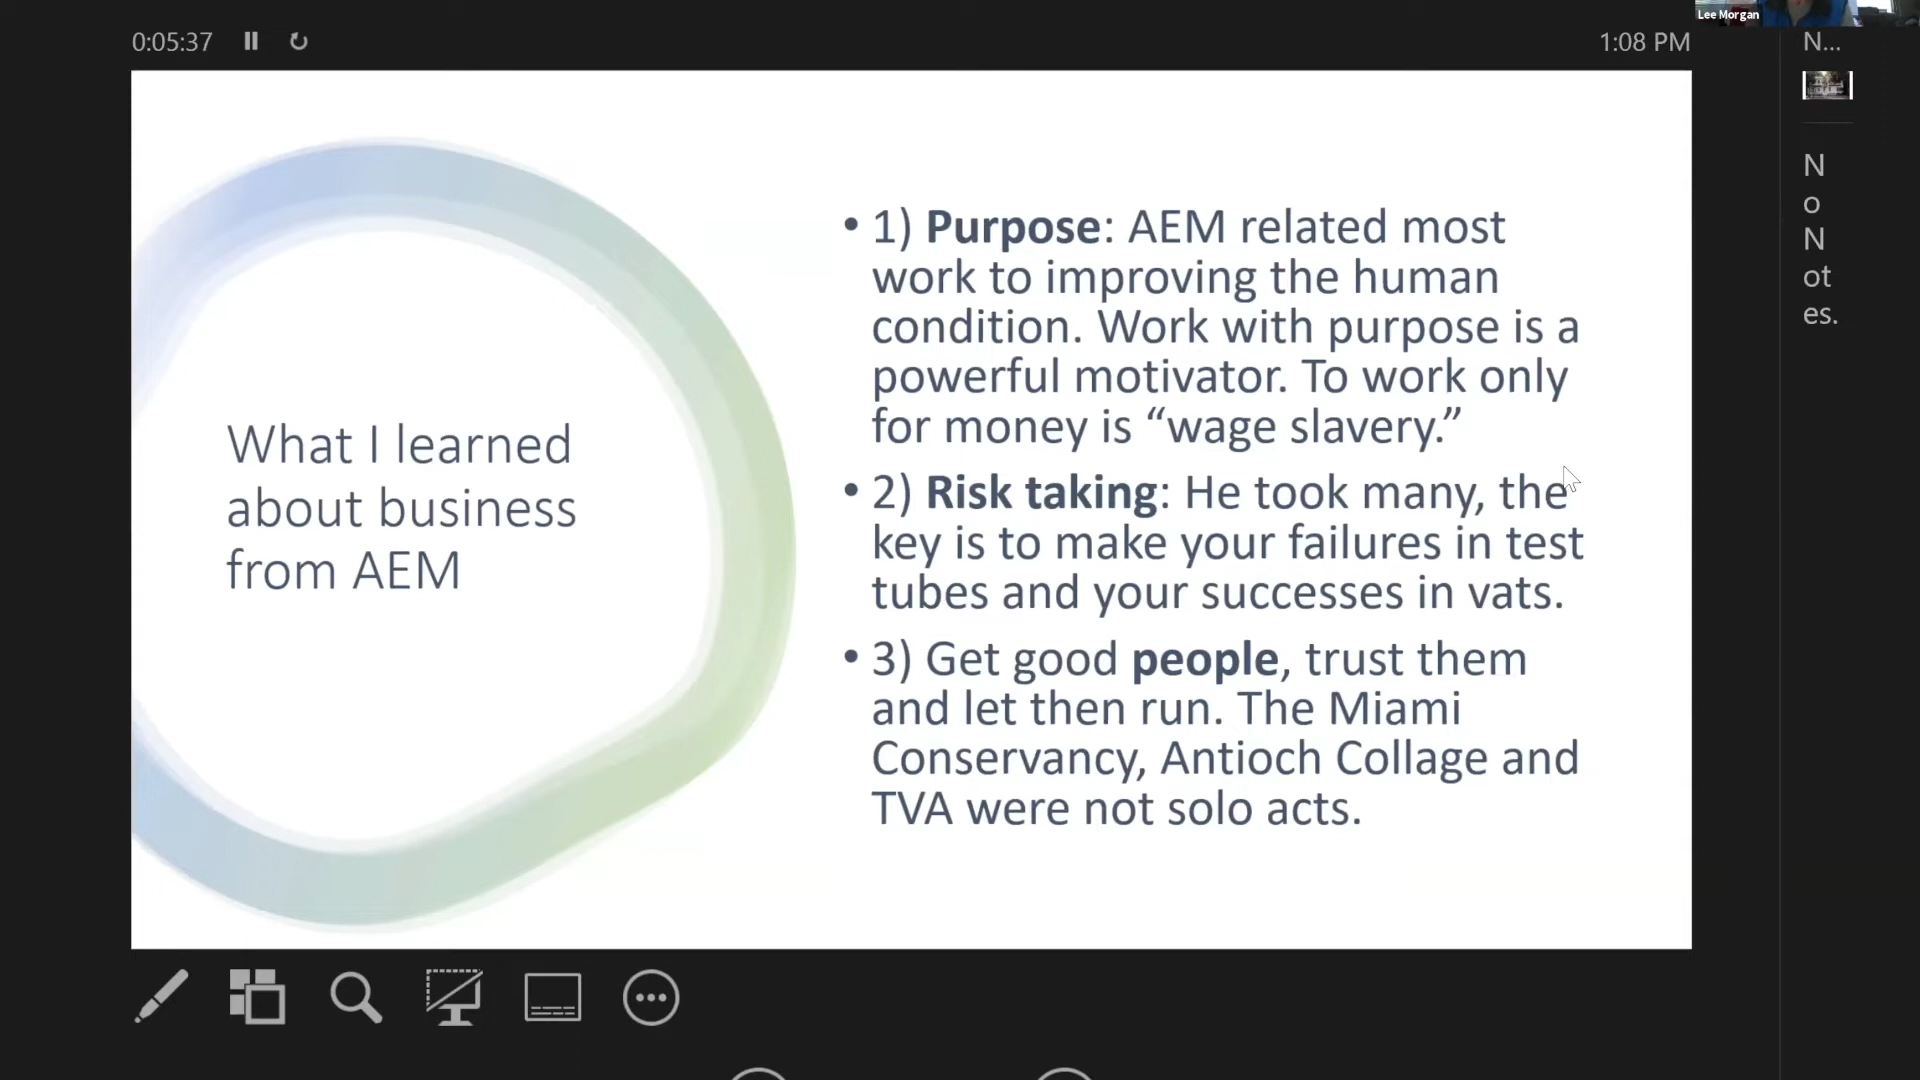 Lee Morgan
0:05:37
1:08 PM
N...
What I learned
about business
from AEM
• 1) Purpose: AEM related most
work to improving the human
condition. Work with purpose is a
powerful motivator. To work only
for money is “wage slavery.”
• 2) Risk taking: He took many, the
key is to make your failures in test
tubes and your successes in vats.
• 3) Get good people, trust them
and let then run. The Miami
Conservancy, Antioch Collage and
TVA were not solo acts.
N
o
N
ot
es.